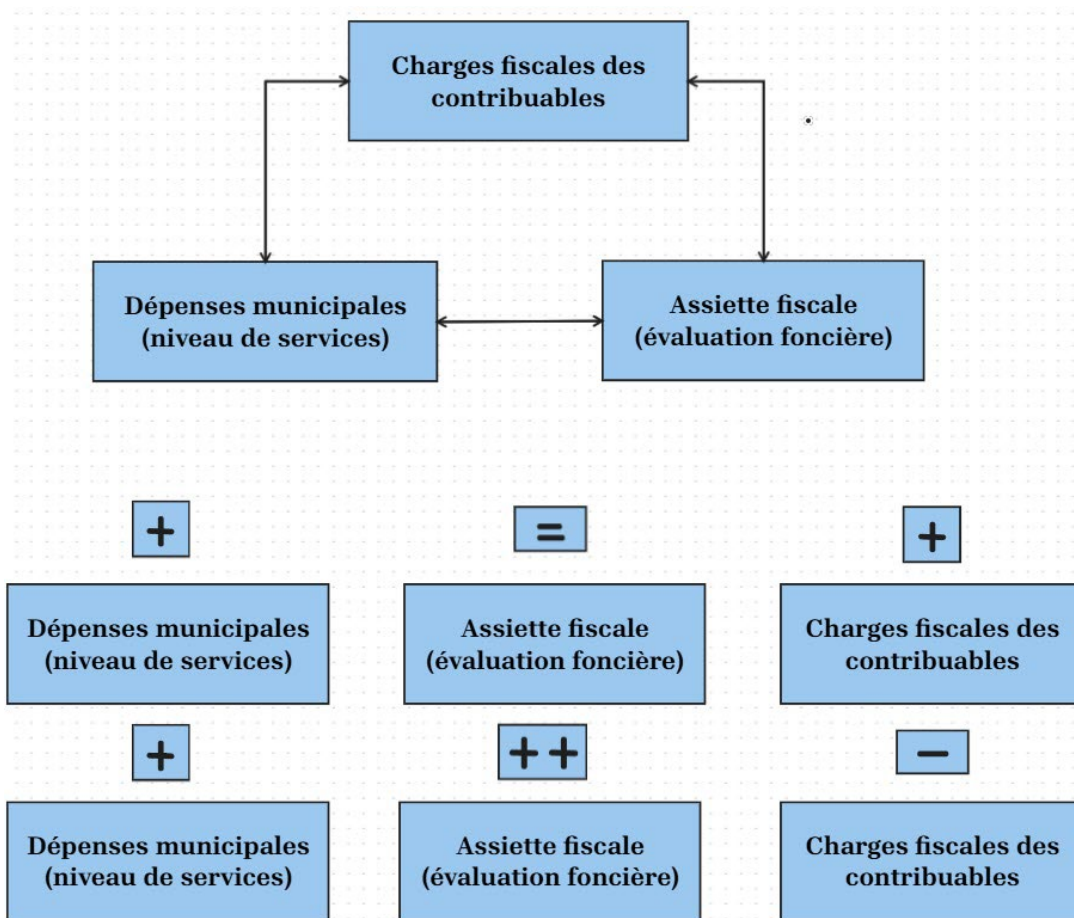 Charges fiscales des
contribuables
Dépenses municipales
(niveau de services)
Assiette fiscale
(évaluation foncière)
+
=
+
Dépenses municipales
(niveau de services)
Assiette fiscale
(évaluation foncière)
Charges fiscales des
contribuables
+
++
−
Dépenses municipales
(niveau de services)
Assiette fiscale
(évaluation foncière)
Charges fiscales des
contribuables